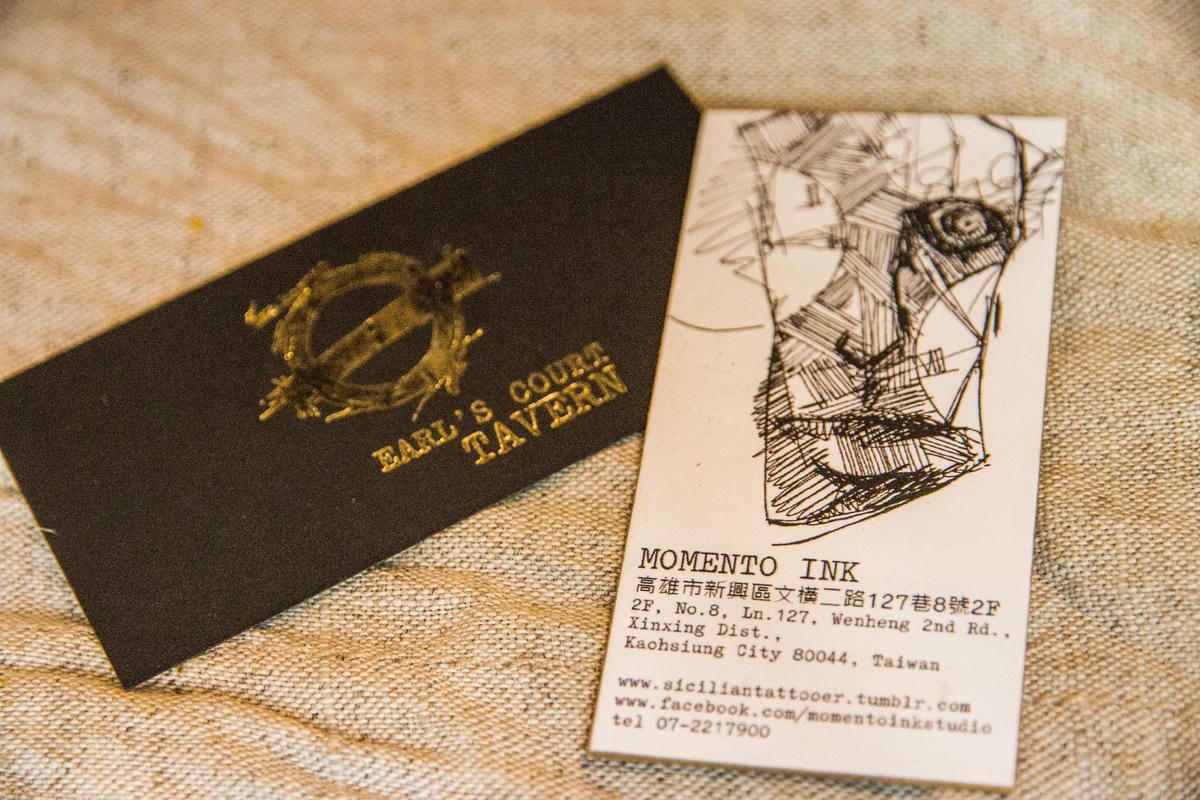 EARL'S COURT
TAVERN
MOMENTO INK
高雄市新興區文橫二路127巷8號2F
2F, No.8, Ln.127, Wenheng 2nd Rd.,
Xinxing Dist.,
Kaohsiung City 80044, Taiwan
www.siciliantattooer.tumblr.com
www.facebook.com/momentoinkstudio
tel 07-2217900